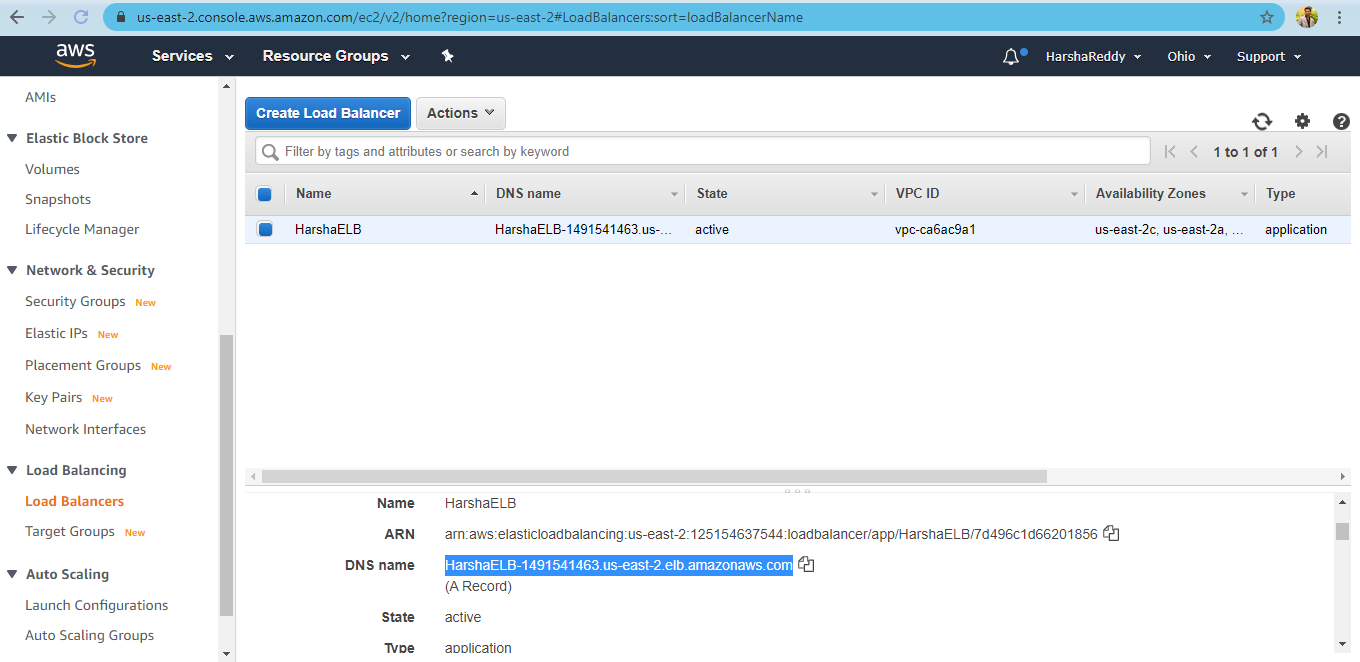 us-east-2.console.aws.amazon.com/ec2/v2/home?region=us-east-2#LoadBalancers:sort=loadBalancerName
aws Services Resource Groups HarshaReddy Ohio Support
AMIs
Elastic Block Store
Volumes
Snapshots
Lifecycle Manager
Network & Security
Security Groups New
Elastic IPs New
Placement Groups New
Key Pairs New
Network Interfaces
Load Balancing
Load Balancers
Target Groups New
Auto Scaling
Launch Configurations
Auto Scaling Groups
Create Load Balancer Actions
Filter by tags and attributes or search by keyword 1 to 1 of 1
Name DNS name State VPC ID Availability Zones Type
HarshaELB HarshaELB-1491541463.us-... active vpc-ca6ac9a1 us-east-2c, us-east-2a, ... application
Name HarshaELB
ARN arn:aws:elasticloadbalancing:us-east-2:125154637544:loadbalancer/app/HarshaELB/7d496c1d66201856
DNS name HarshaELB-1491541463.us-east-2.elb.amazonaws.com
(A Record)
State active
Type application